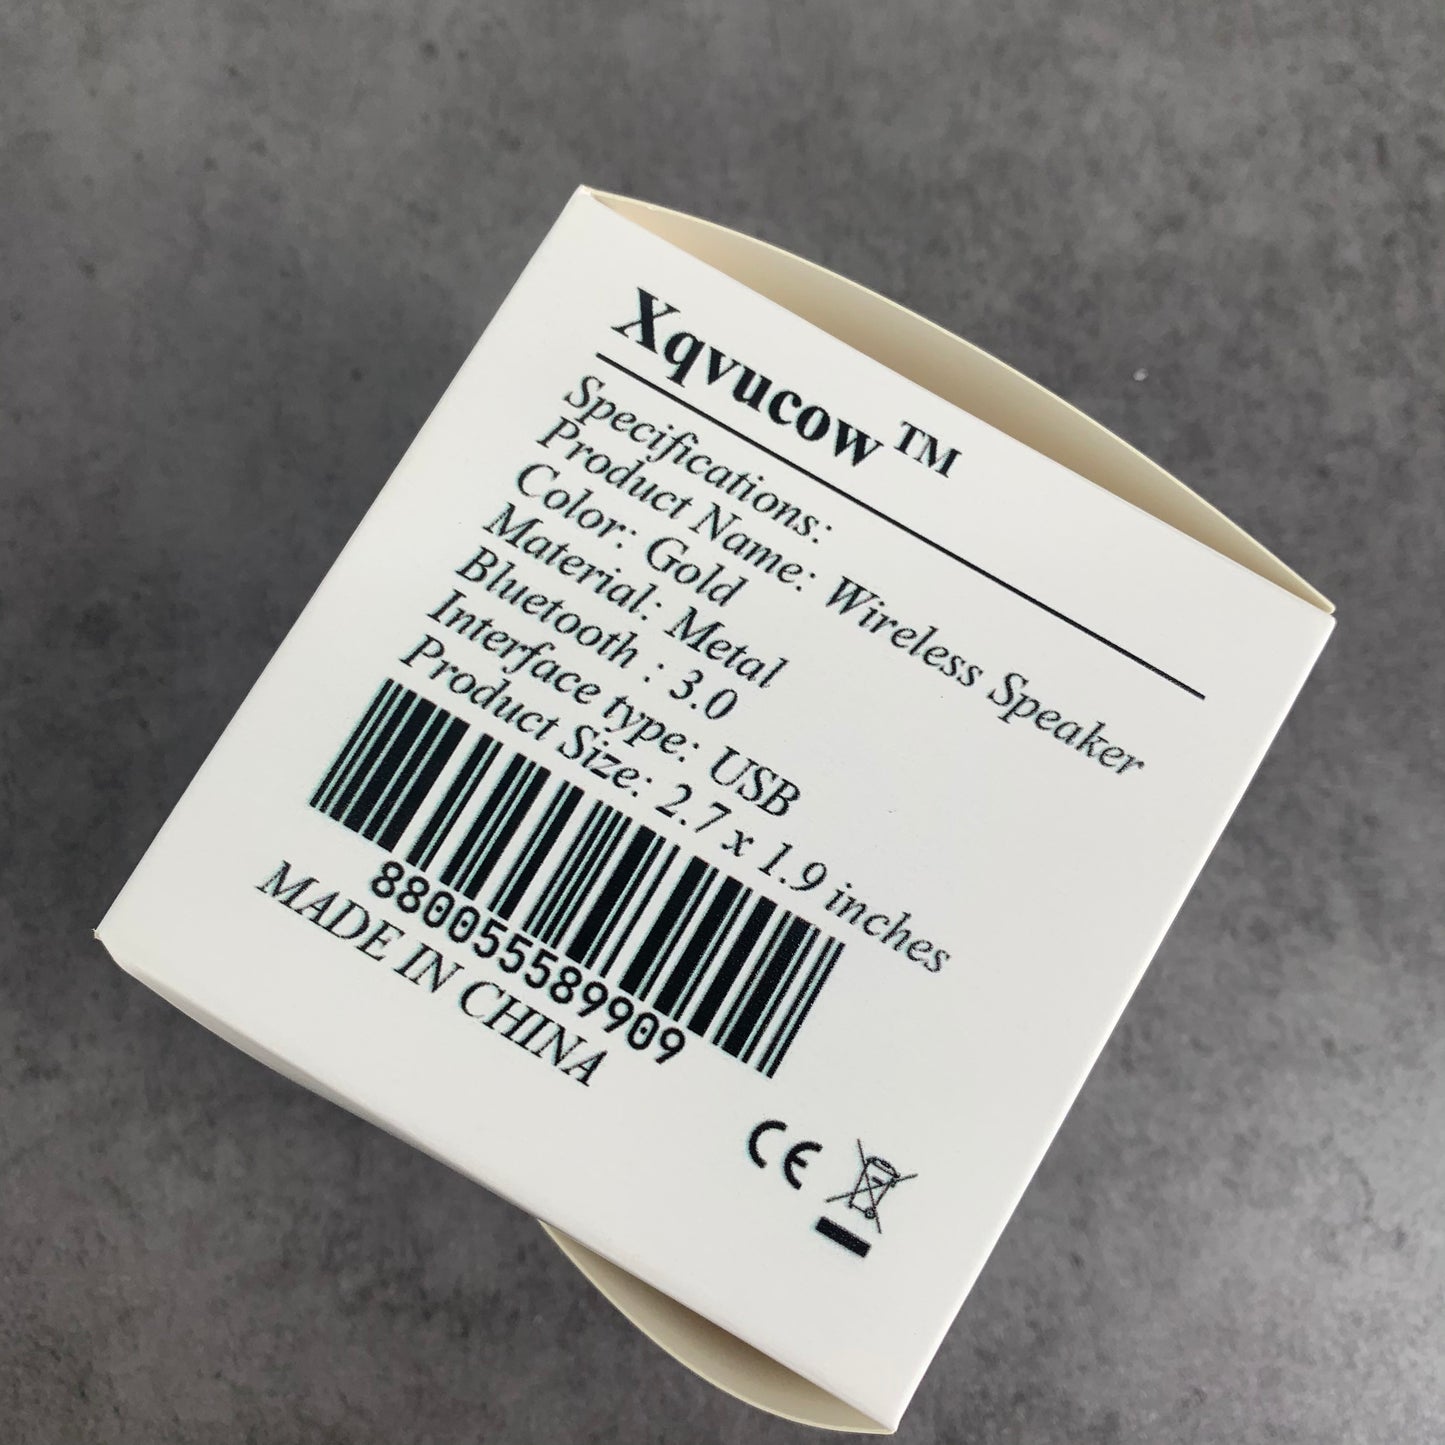 Xqvucow™
Specifications:
Product Name: Wireless Speaker
Color: Gold
Material: Metal
Bluetooth : 3.0
Interface type: USB
Product Size: 2.7 x 1.9 inches
880055589909
MADE IN CHINA
CE